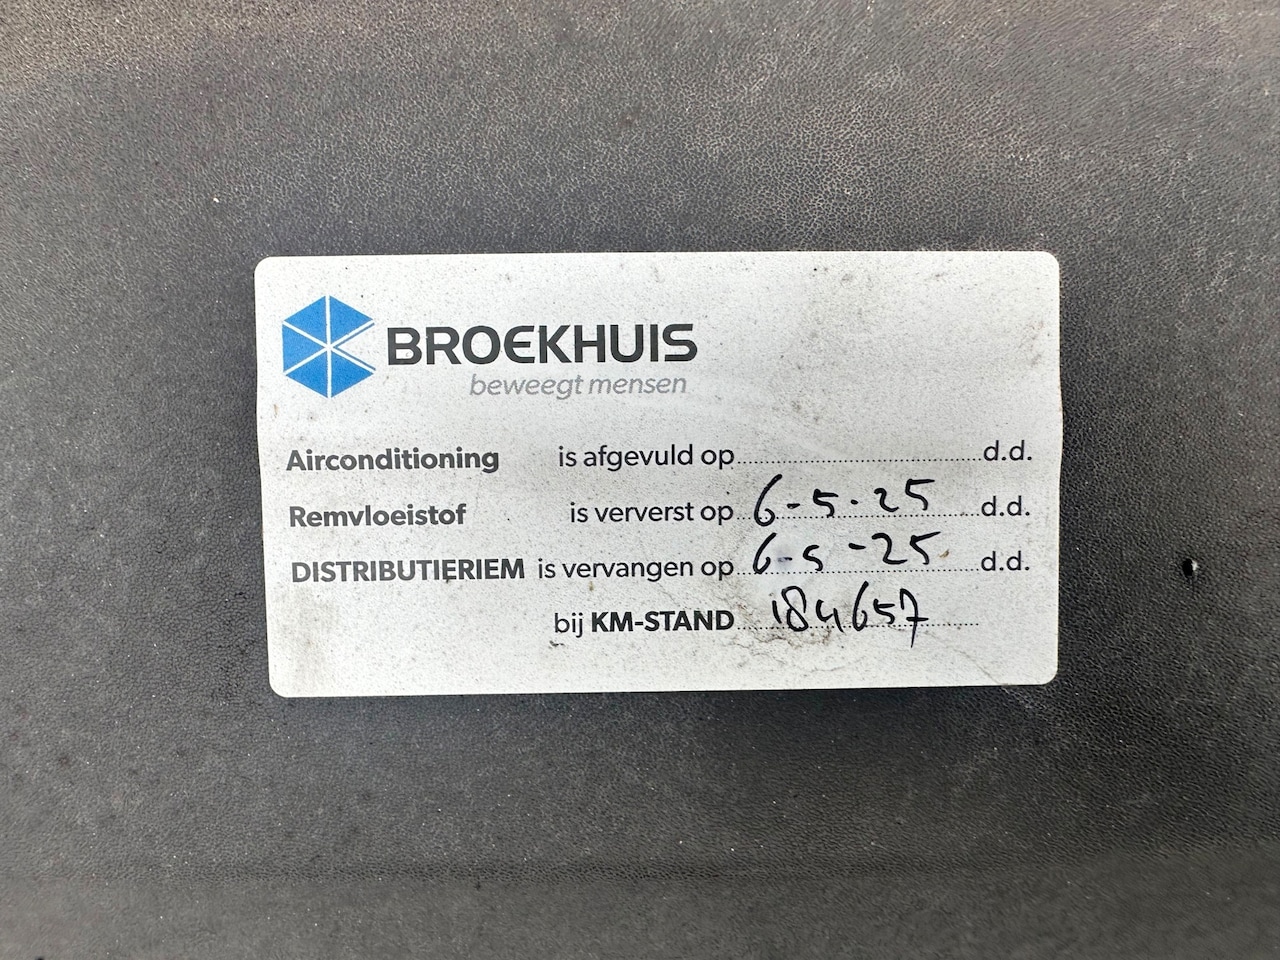 BROEKHUIS
beweegt mensen
Airconditioning is afgevuld op........................d.d.
Remvloeistof is ververst op 6-5-25 d.d.
DISTRIBUTIERIEM is vervangen op 6-5-25 d.d.
bij KM-STAND 184657